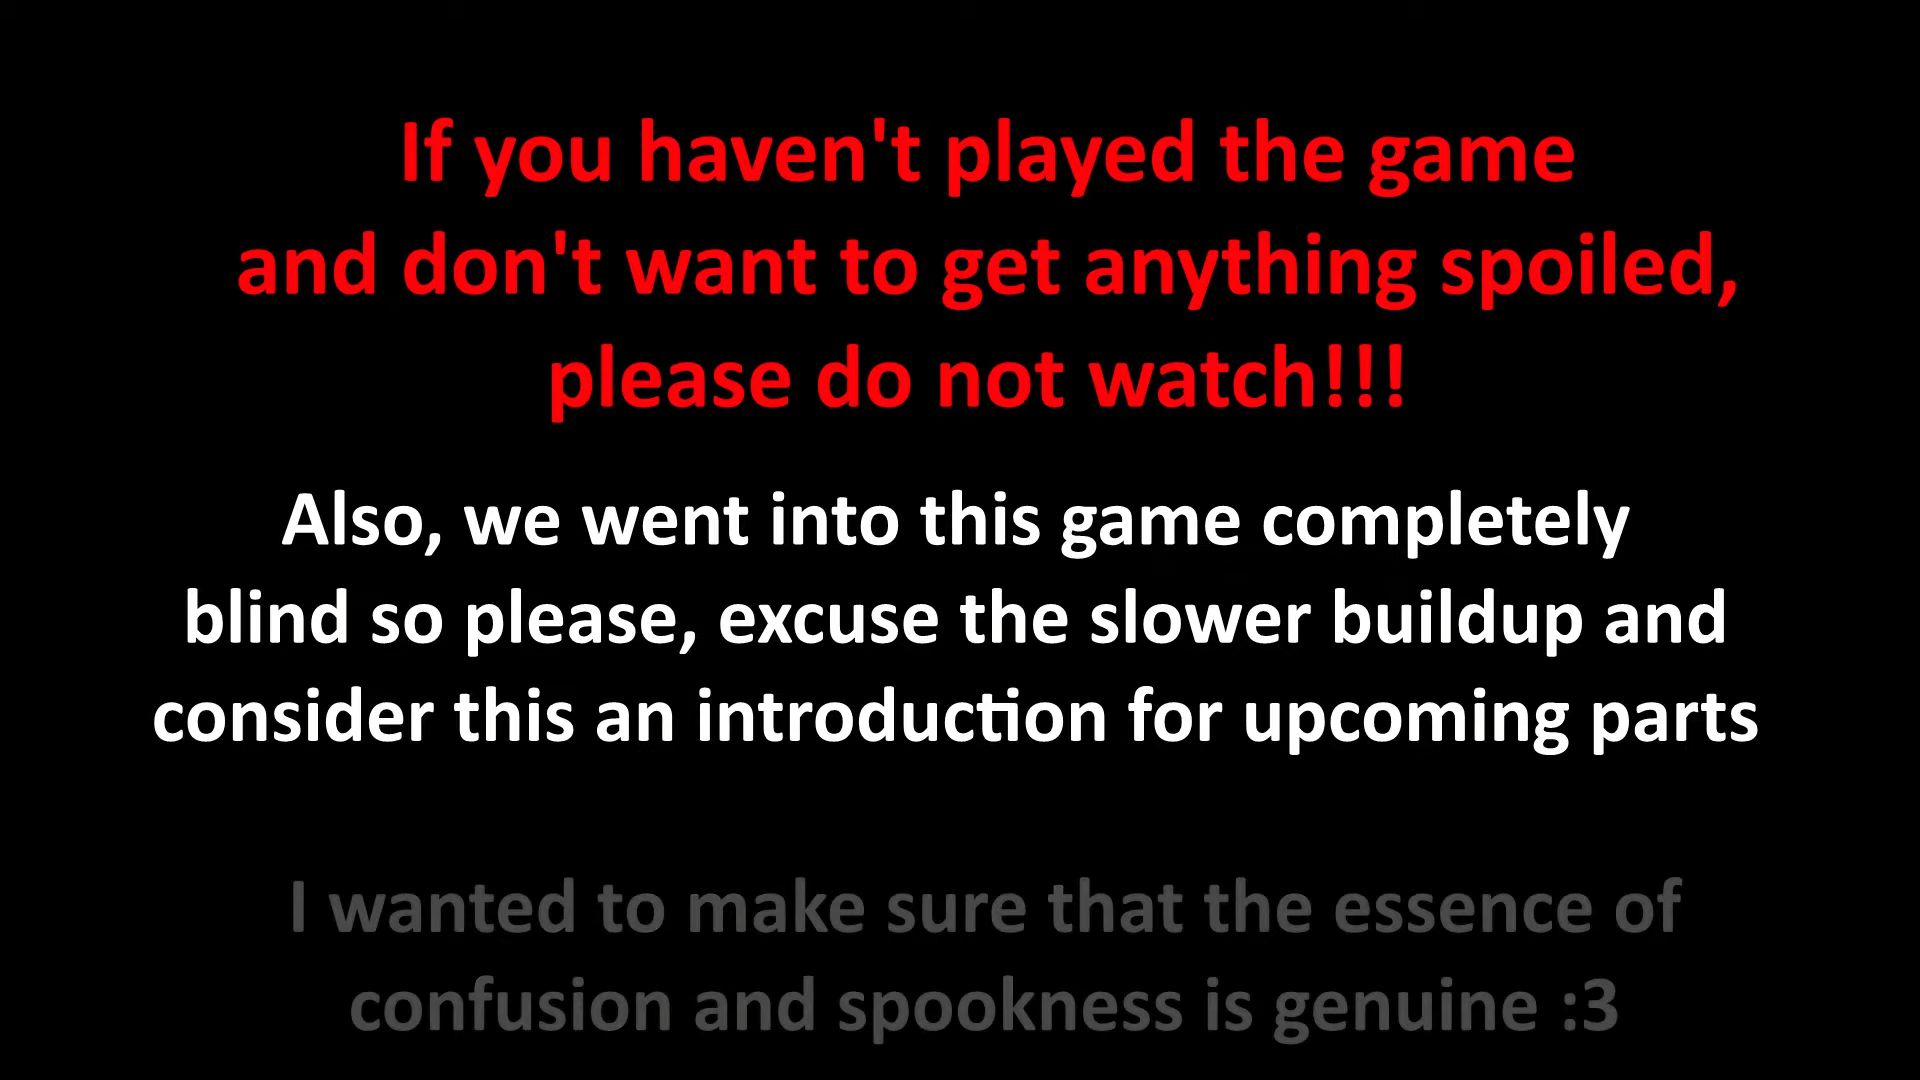 If you haven't played the game
and don't want to get anything spoiled,
please do not watch!!!
Also, we went into this game completely
blind so please, excuse the slower buildup and
consider this an introduction for upcoming parts
I wanted to make sure that the essence of
confusion and spookness is genuine :3